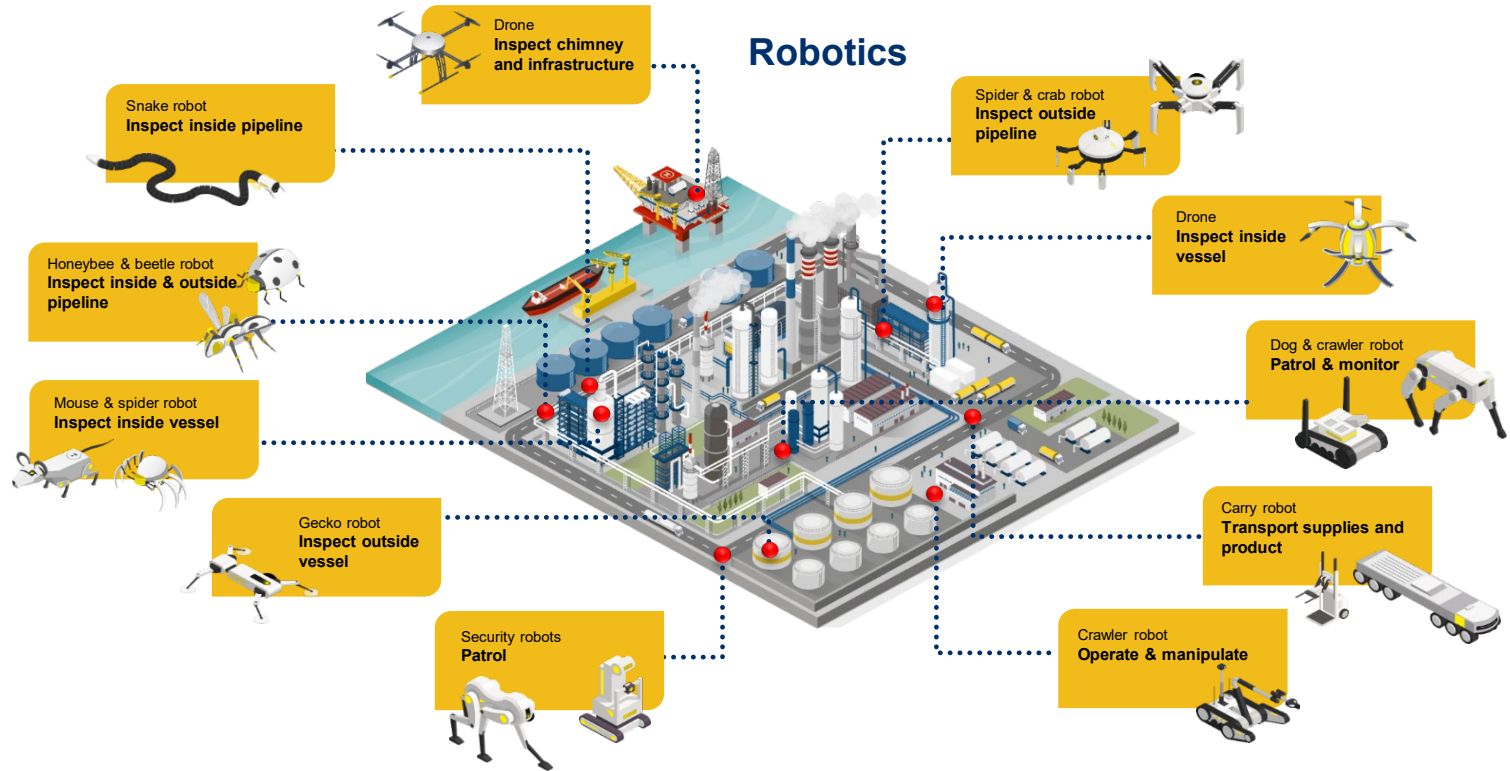 Robotics
Drone
Inspect chimney
and infrastructure
Snake robot
Inspect inside pipeline
Spider & crab robot
Inspect outside
pipeline
Drone
Inspect inside
vessel
Honeybee & beetle robot
Inspect inside & outside
pipeline
Dog & crawler robot
Patrol & monitor
Mouse & spider robot
Inspect inside vessel
Gecko robot
Inspect outside
vessel
Carry robot
Transport supplies and
product
Security robots
Patrol
Crawler robot
Operate & manipulate
H